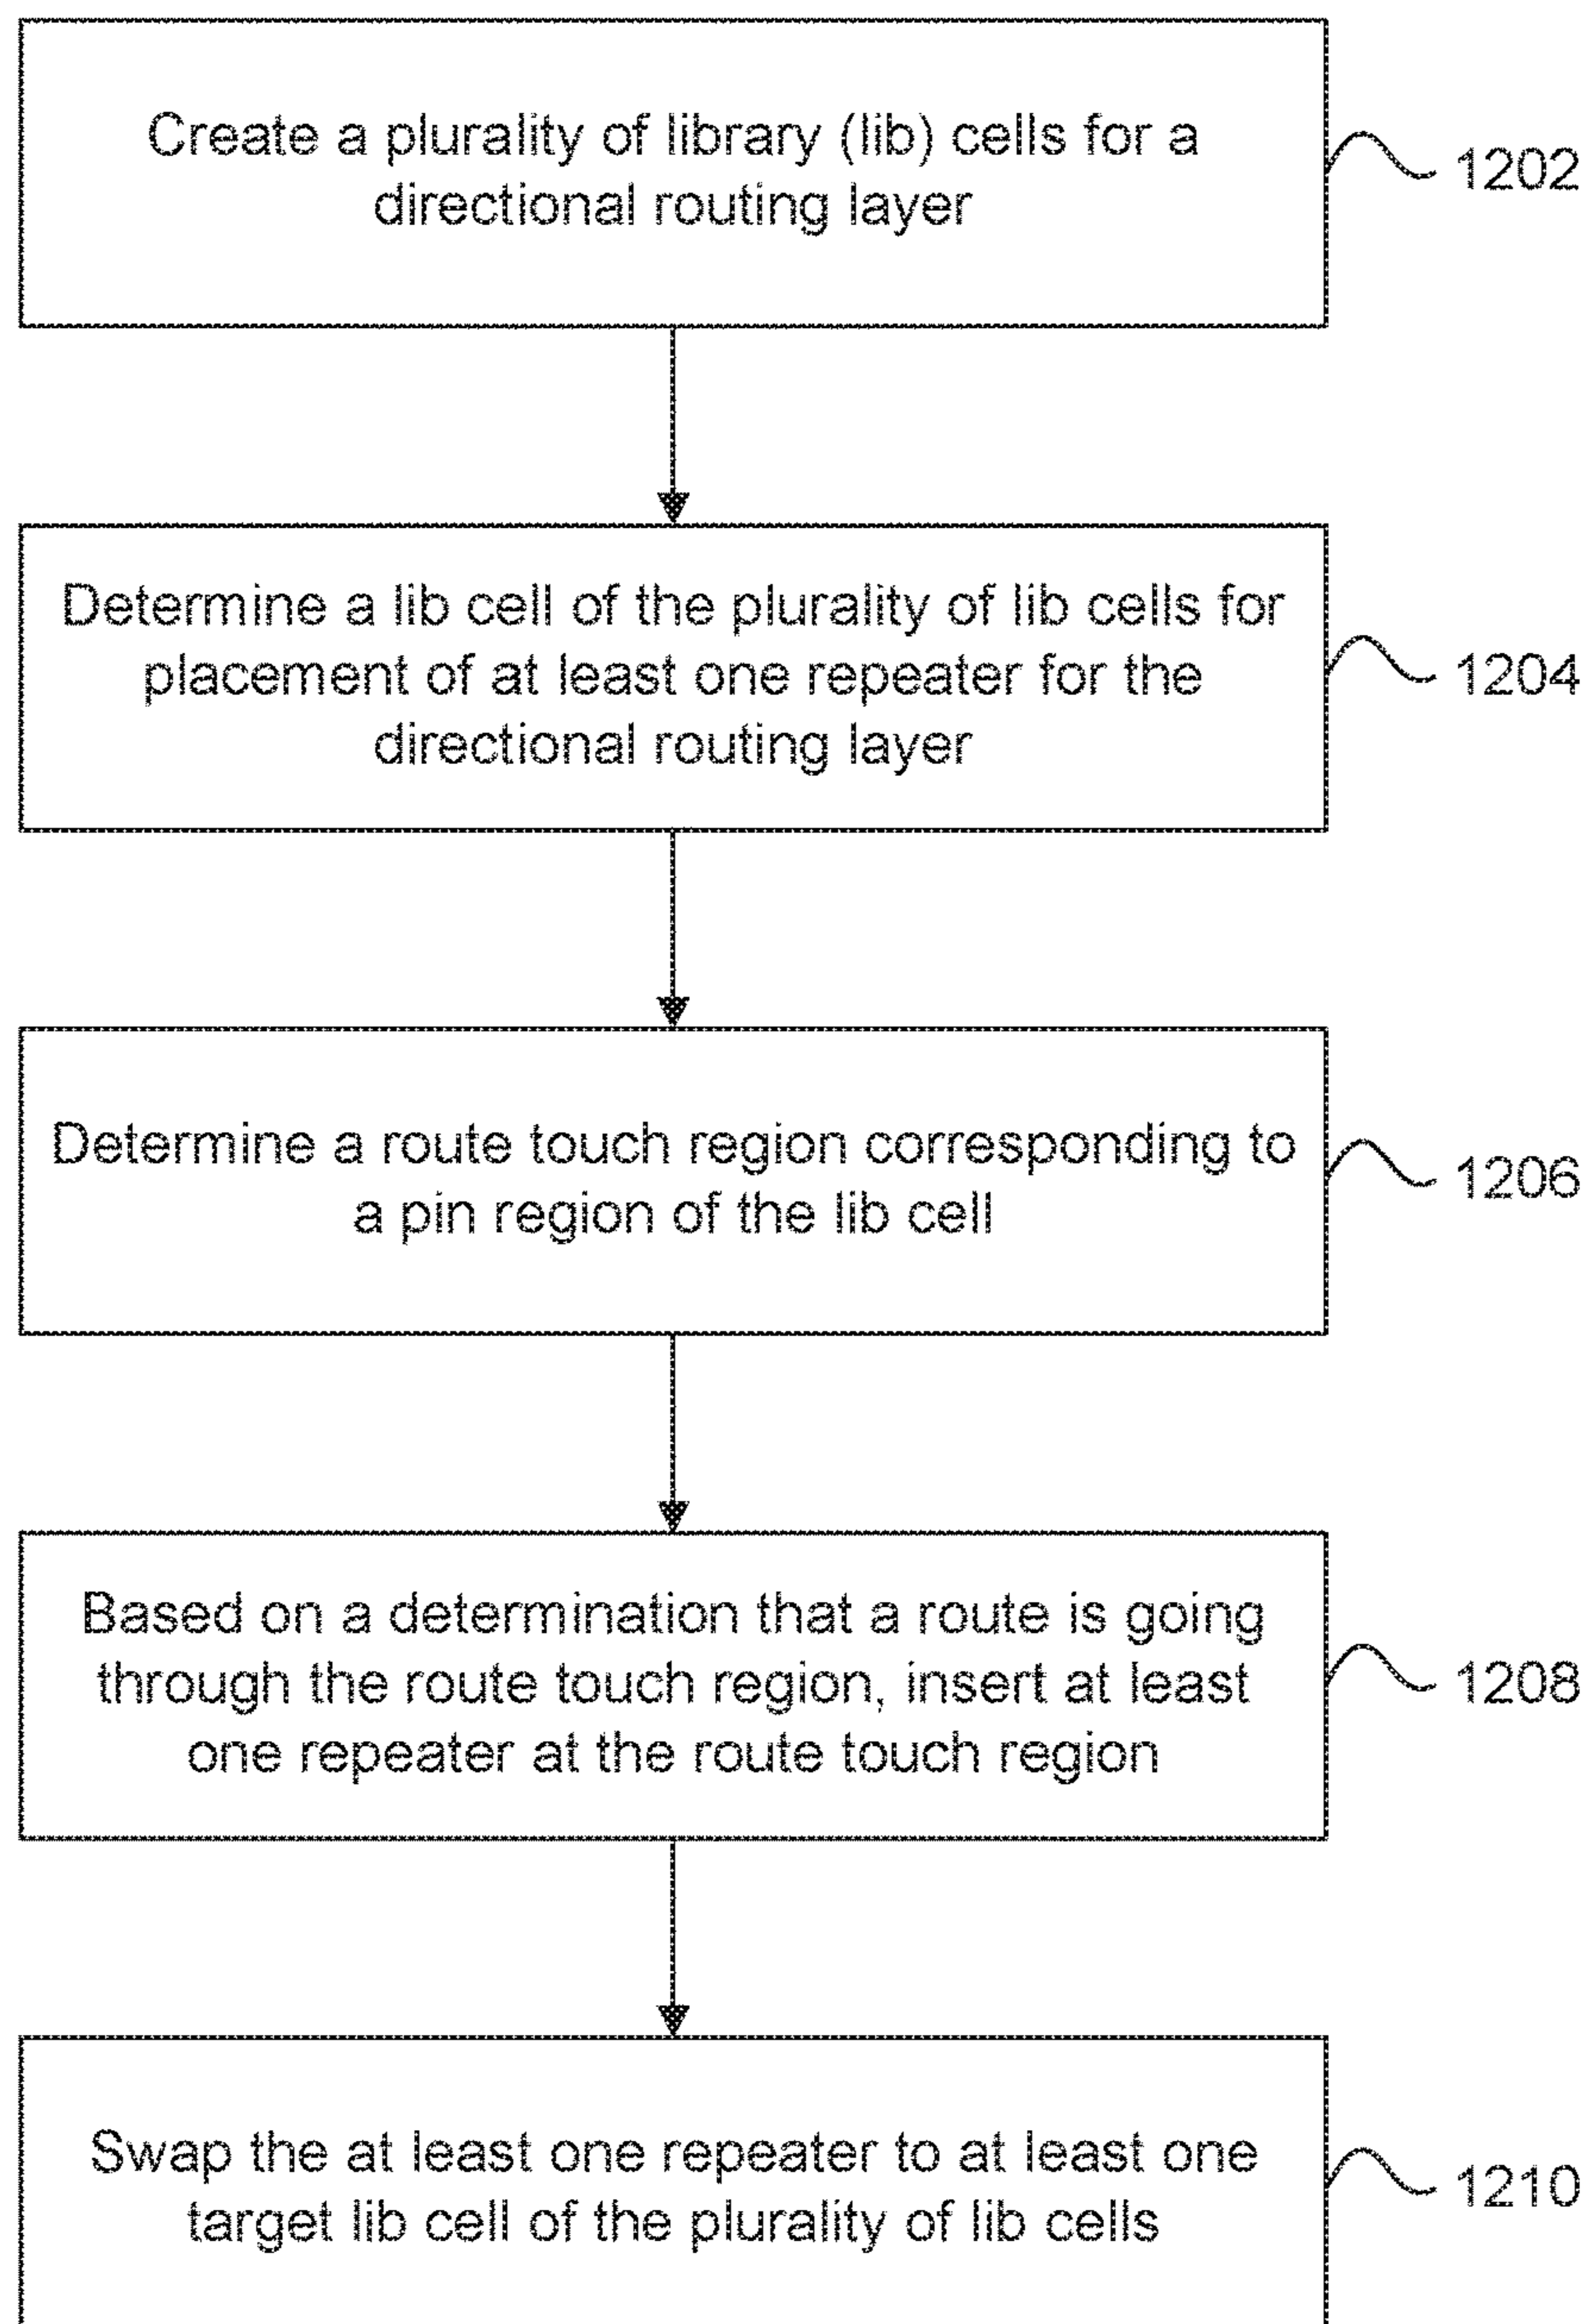 Create a plurality of library (lib) cells for a
directional routing layer
1202
Determine a lib cell of the plurality of lib cells for
placement of at least one repeater for the
directional routing layer
1204
Determine a route touch region corresponding to
a pin region of the lib cell
1206
Based on a determination that a route is going
through the route touch region, insert at least
one repeater at the route touch region
1208
Swap the at least one repeater to at least one
target lib cell of the plurality of lib cells
1210